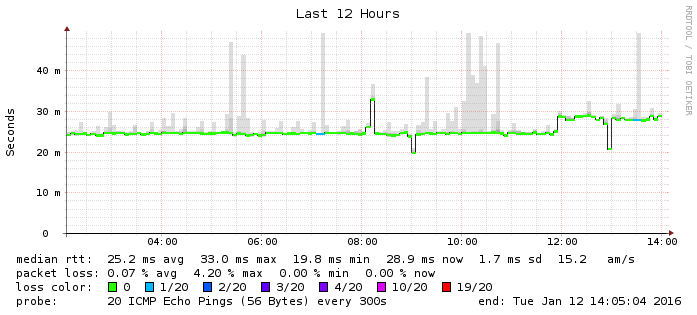 Last 12 Hours
RRDTOOL / TOBI OETIKER
Seconds
40 m
30 m
20 m
10 m
0
04:00 06:00 08:00 10:00 12:00 14:00
median rtt: 25.2 ms avg 33.0 ms max 19.8 ms min 28.9 ms now 1.7 ms sd 15.2 am/s
packet loss: 0.07 % avg 4.20 % max 0.00 % min 0.00 % now
loss color: 0 1/20 2/20 3/20 4/20 10/20 19/20
probe: 20 ICMP Echo Pings (56 Bytes) every 300s end: Tue Jan 12 14:05:04 2016